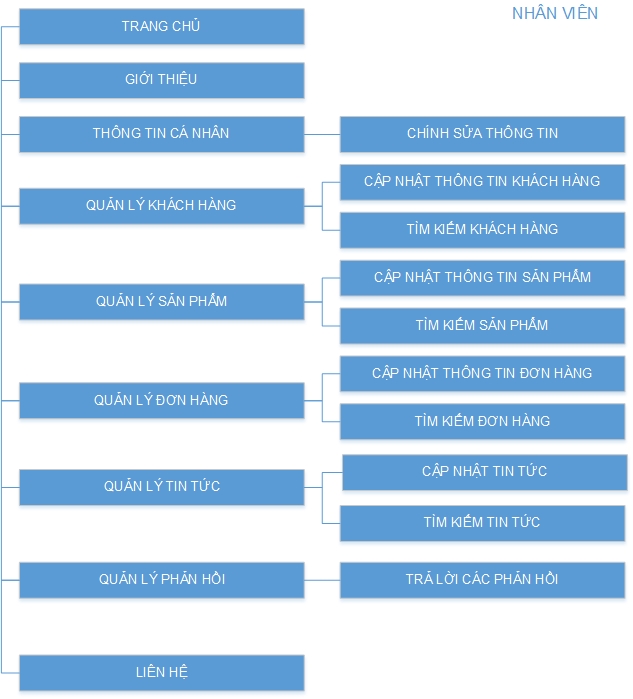 NHÂN VIÊN
TRANG CHỦ
GIỚI THIỆU
THÔNG TIN CÁ NHÂN
CHỈNH SỬA THÔNG TIN
QUẢN LÝ KHÁCH HÀNG
CẬP NHẬT THÔNG TIN KHÁCH HÀNG
TÌM KIẾM KHÁCH HÀNG
QUẢN LÝ SẢN PHẨM
CẬP NHẬT THÔNG TIN SẢN PHẨM
TÌM KIẾM SẢN PHẨM
QUẢN LÝ ĐƠN HÀNG
CẬP NHẬT THÔNG TIN ĐƠN HÀNG
TÌM KIẾM ĐƠN HÀNG
QUẢN LÝ TIN TỨC
CẬP NHẬT TIN TỨC
TÌM KIẾM TIN TỨC
QUẢN LÝ PHẢN HỒI
TRẢ LỜI CÁC PHẢN HỒI
LIÊN HỆ